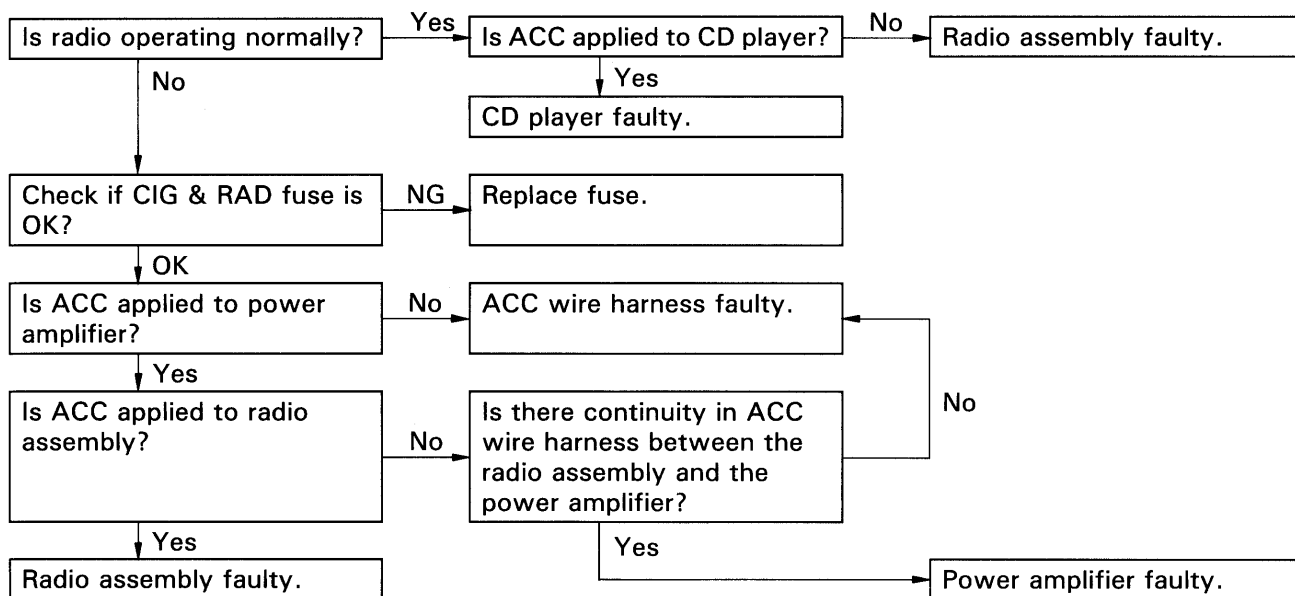 Is radio operating normally?
Yes
Is ACC applied to CD player?
No
Radio assembly faulty.
No
Yes
CD player faulty.
Check if CIG & RAD fuse is
OK?
NG
Replace fuse.
OK
Is ACC applied to power
amplifier?
No
ACC wire harness faulty.
Yes
Is ACC applied to radio
assembly?
No
Is there continuity in ACC
wire harness between the
radio assembly and the
power amplifier?
No
Yes
Yes
Radio assembly faulty.
Power amplifier faulty.